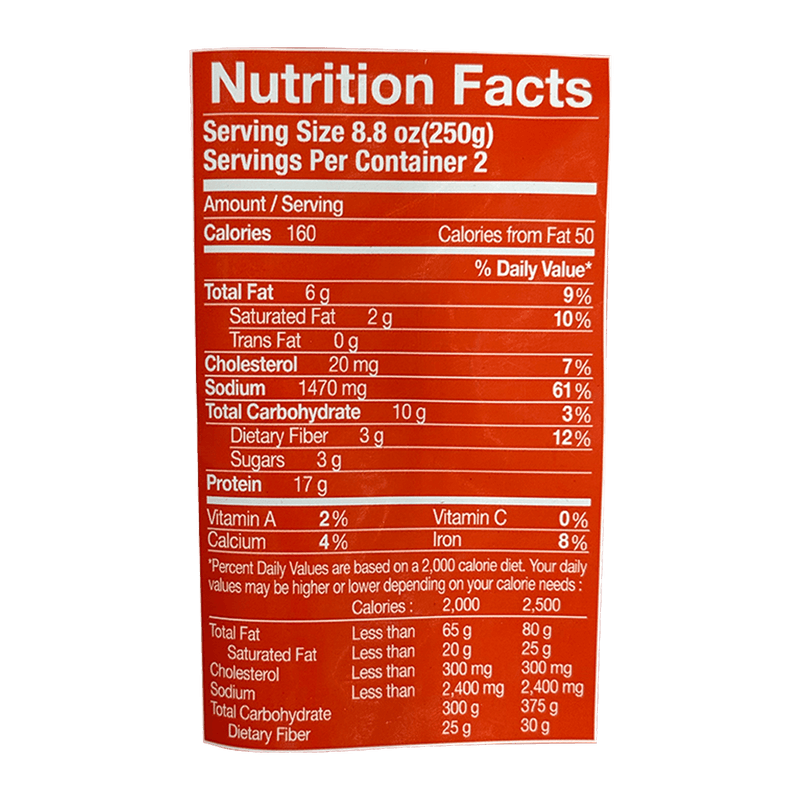 Nutrition Facts
Serving Size 8.8 oz(250g)
Servings Per Container 2
Amount / Serving
Calories 160 Calories from Fat 50
% Daily Value*
Total Fat 6 g 9%
Saturated Fat 2 g 10%
Trans Fat 0 g
Cholesterol 20 mg 7%
Sodium 1470 mg 61%
Total Carbohydrate 10 g 3%
Dietary Fiber 3 g 12%
Sugars 3 g
Protein 17 g
Vitamin A 2% Vitamin C 0%
Calcium 4% Iron 8%
*Percent Daily Values are based on a 2,000 calorie diet. Your daily
values may be higher or lower depending on your calorie needs :
Calories : 2,000 2,500
Total Fat Less than 65 g 80 g
Saturated Fat Less than 20 g 25 g
Cholesterol Less than 300 mg 300 mg
Sodium Less than 2,400 mg 2,400 mg
Total Carbohydrate 300 g 375 g
Dietary Fiber 25 g 30 g